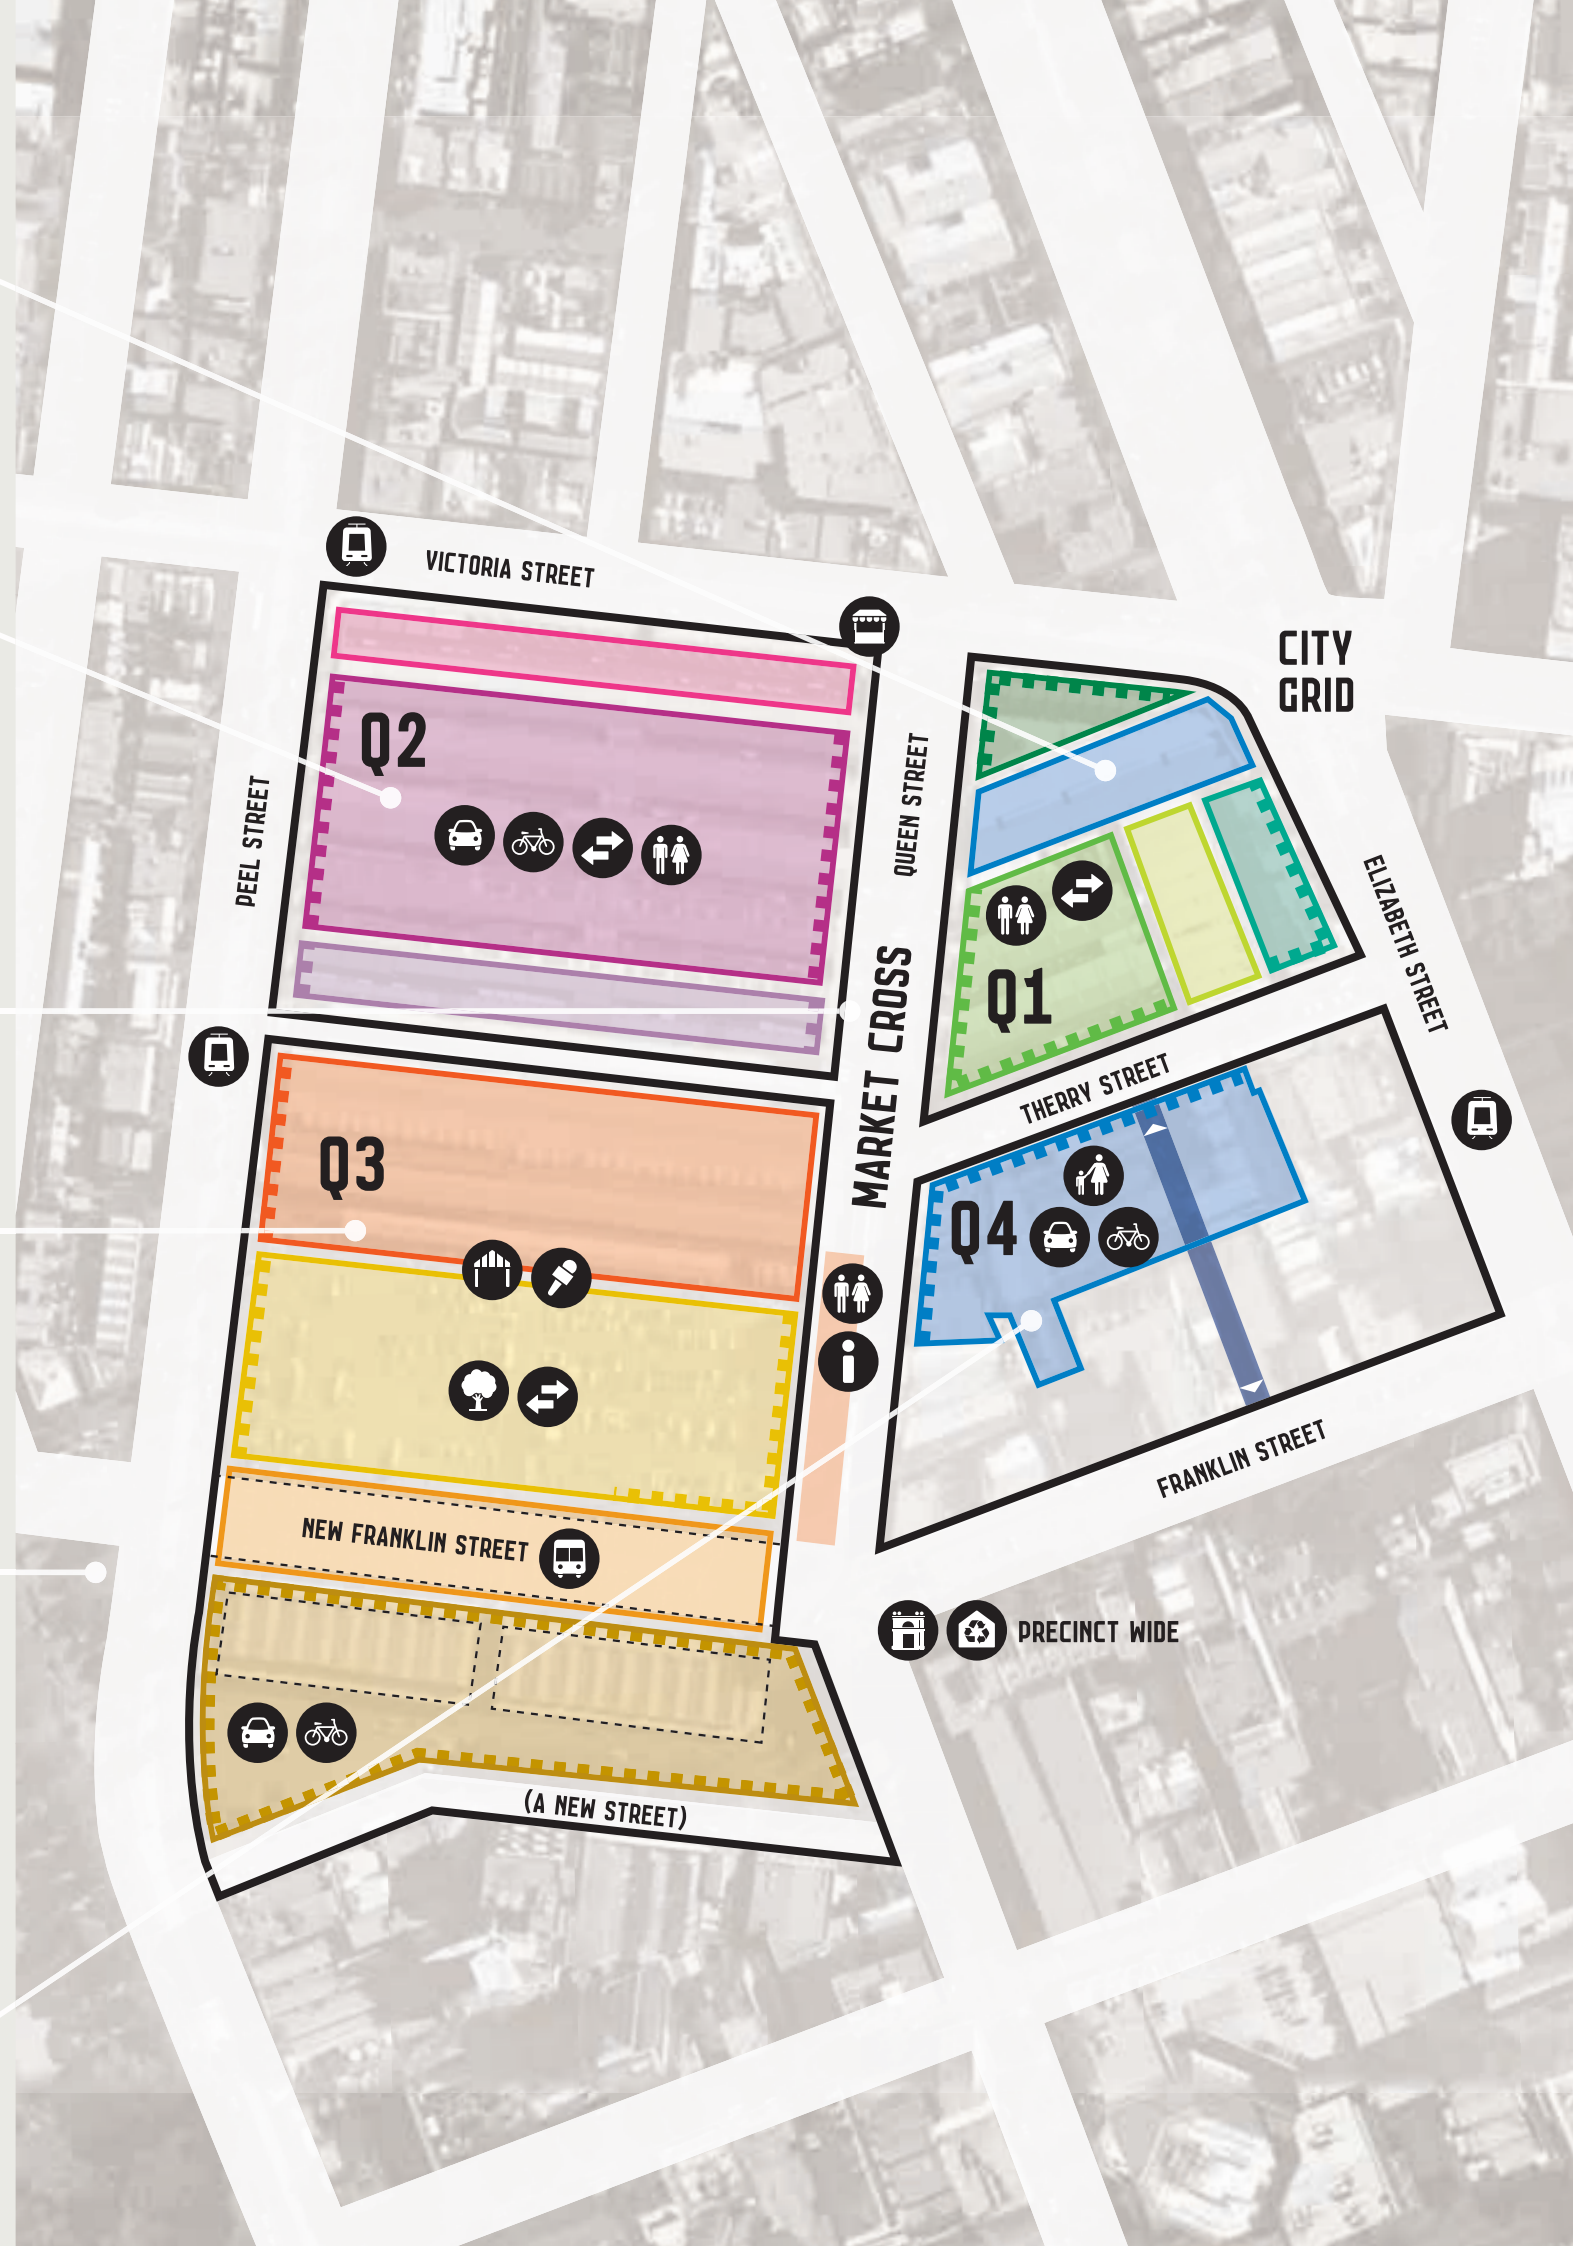 VICTORIA STREET
CITY
GRID
Q2
QUEEN STREET
PEEL STREET
ELIZABETH STREET
Q1
MARKET CROSS
THERRY STREET
Q3
Q4
FRANKLIN STREET
NEW FRANKLIN STREET
PRECINCT WIDE
(A NEW STREET)